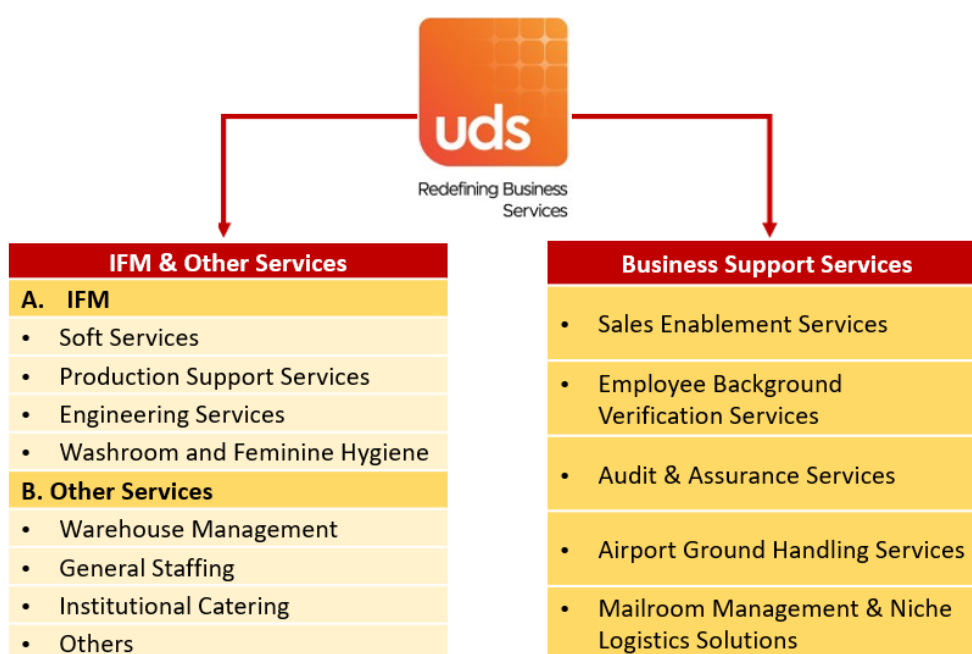 uds
Redefining Business
Services
IFM & Other Services
A. IFM
• Soft Services
• Production Support Services
• Engineering Services
• Washroom and Feminine Hygiene
B. Other Services
• Warehouse Management
• General Staffing
• Institutional Catering
• Others
Business Support Services
• Sales Enablement Services
• Employee Background
Verification Services
• Audit & Assurance Services
• Airport Ground Handling Services
• Mailroom Management & Niche
Logistics Solutions